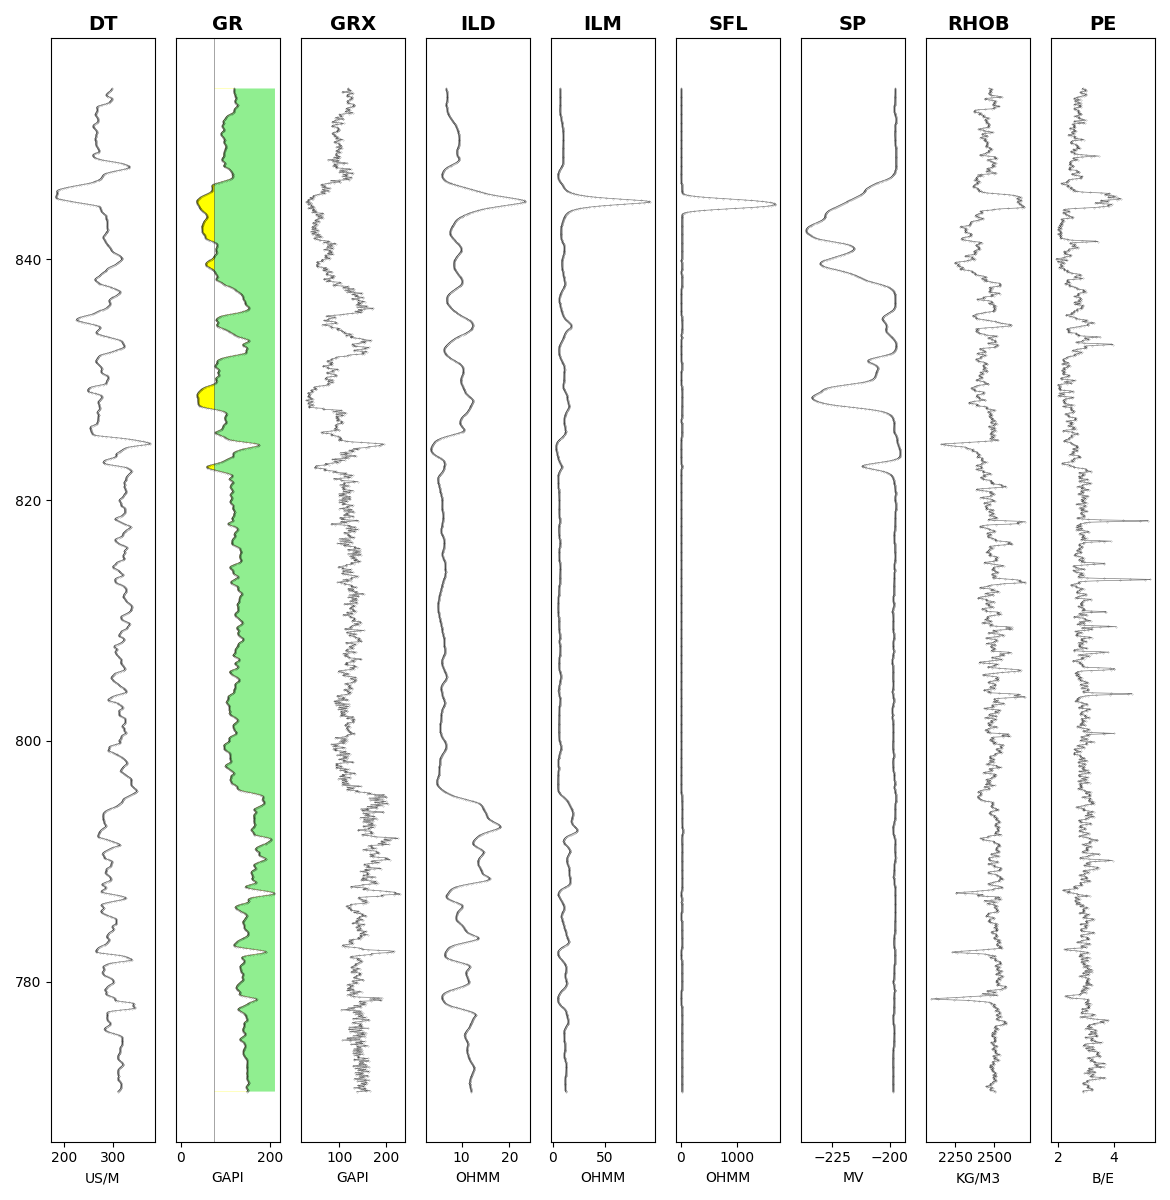 DT GR GRX ILD ILM SFL SP RHOB PE
840
820
800
780
200 300 0 200 100 200 10 20 0 50 0 1000 −225 −200 2250 2500 2 4
US/M GAPI GAPI OHMM OHMM OHMM MV KG/M3 B/E